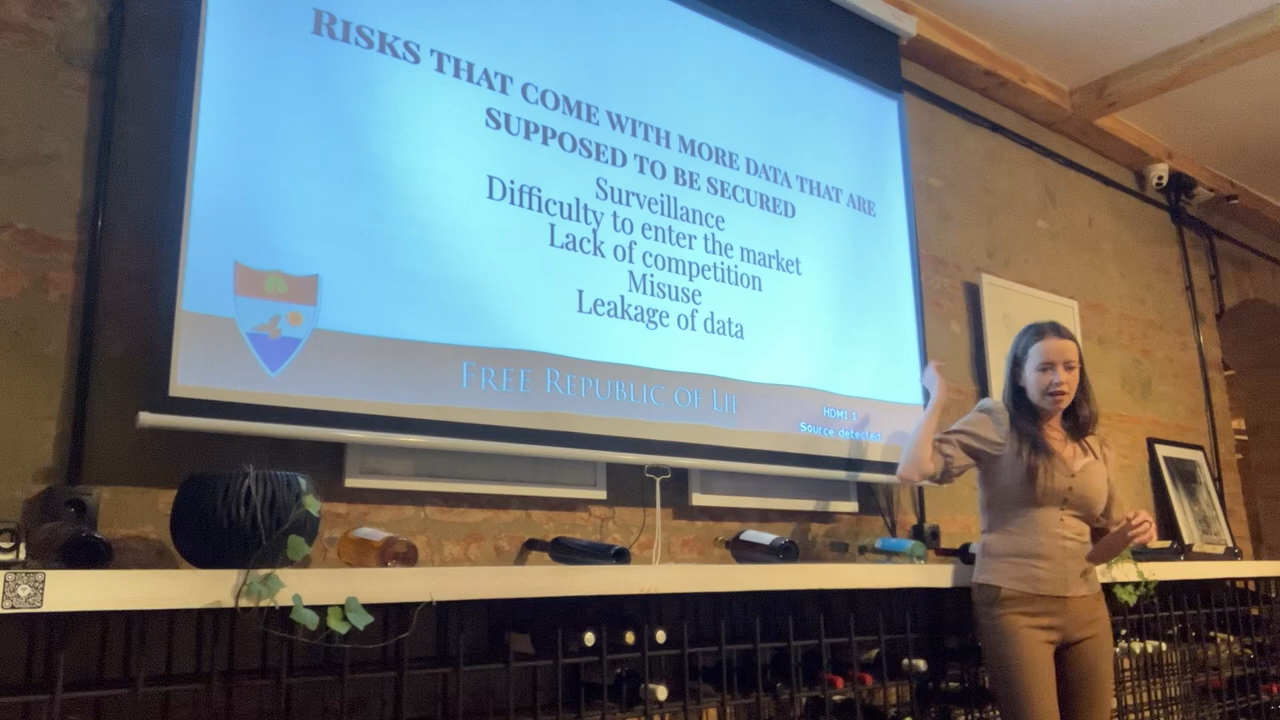 RISKS THAT COME WITH MORE DATA THAT ARE
SUPPOSED TO BE SECURED
Surveillance
Difficulty to enter the market
Lack of competition
Misuse
Leakage of data
FREE REPUBLIC OF LI
HDMI 1
Source detected